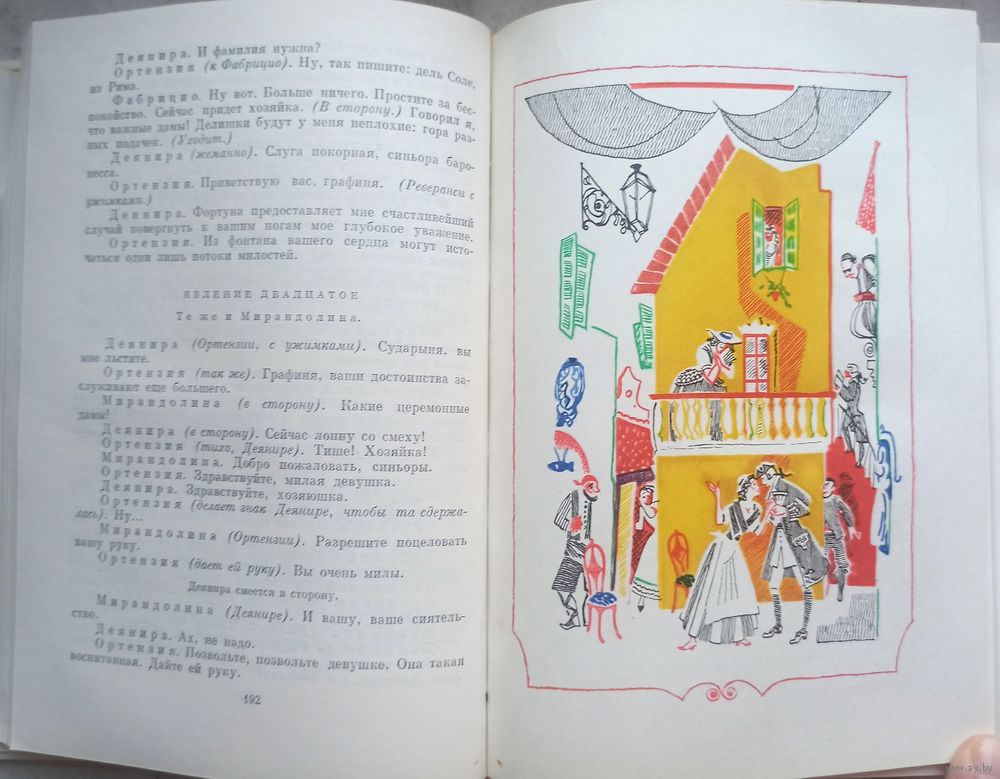 Деянира. И фамилия нужна?
Ортензия (к Фабрицио). Ну, так пишите: дель Соле,
из Рима.
Фабрицио. Ну вот. Больше ничего. Простите за бес-
покойство. Сейчас придет хозяйка. (В сторону.) Говорил я,
что важные дамы! Делишки будут у меня неплохие: гора раз-
ных подачек. (Уходит.)
Деянира (жеманно). Слуга покорная, синьора баро-
несса.
Ортензия. Приветствую вас, графиня. (Реверансы с
ужимками.)
Деянира. Фортуна предоставляет мне счастливейший
случай повергнуть к вашим ногам мое глубокое уважение.
Ортензия. Из фонтана вашего сердца могут исто-
чаться одни лишь потоки милостей.
ЯВЛЕНИЕ ДВАДЦАТОЕ
Те же и Мирандолина.
Деянира (Ортензии, с ужимками). Сударыня, вы
мне льстите.
Ортензия (так же). Графиня, ваши достоинства за-
служивают еще большего.
Мирандолина (в сторону). Какие церемонные
дамы!
Деянира (в сторону). Сейчас лопну со смеху!
Ортензия (тихо, Деянире). Тише! Хозяйка!
Мирандолина. Добро пожаловать, синьоры.
Ортензия. Здравствуйте, милая девушка.
Деянира. Здравствуйте, хозяюшка.
Ортензия (делает знак Деянире, чтобы та сдержа-
лась). Ну...
Мирандолина (Ортензии). Разрешите поцеловать
вашу руку.
Ортензия (дает ей руку). Вы очень милы.
Деянира смеется в сторону.
Мирандолина (Деянире). И вашу, ваше сиятель-
ство.
Деянира. Ах, не надо.
Ортензия. Позвольте, позвольте девушке. Она такая
воспитанная. Дайте ей руку.
192
www.ay.by